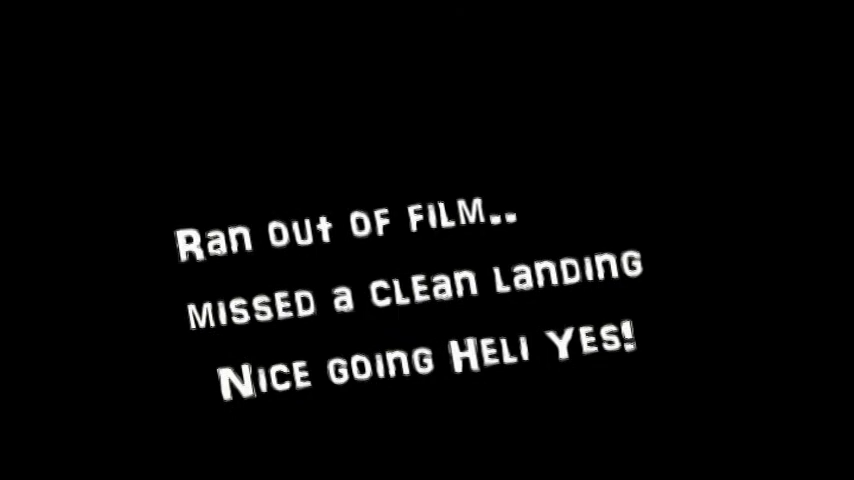 Ran out of film..
missed a clean landing
Nice going Heli Yes!